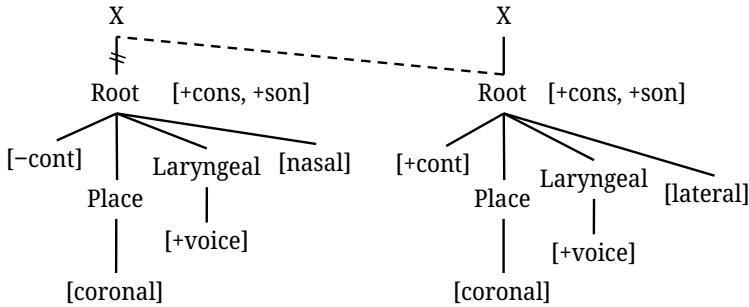 X X
Root [+cons, +son] Root [+cons, +son]
[−cont] Laryngeal [nasal] [+cont] Laryngeal [lateral]
Place Place
[+voice] [+voice]
[coronal] [coronal]